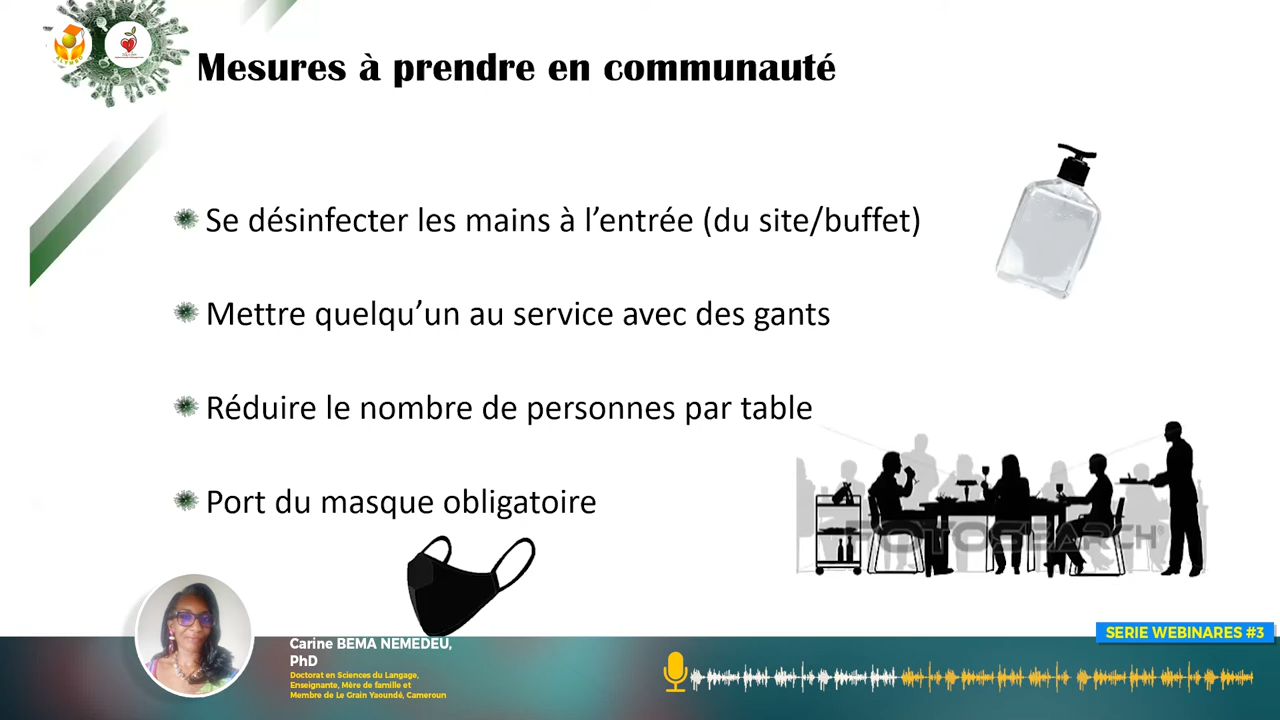 Mesures à prendre en communauté
Se désinfecter les mains à l’entrée (du site/buffet)
Mettre quelqu’un au service avec des gants
Réduire le nombre de personnes par table
Port du masque obligatoire
FOTOSEARCH
SERIE WEBINARES #3
Carine BEMA NEMEDEU,
PhD
Doctorat en Sciences du Langage,
Enseignante, Mère de famille et
Membre de Le Grain Yaoundé, Cameroun